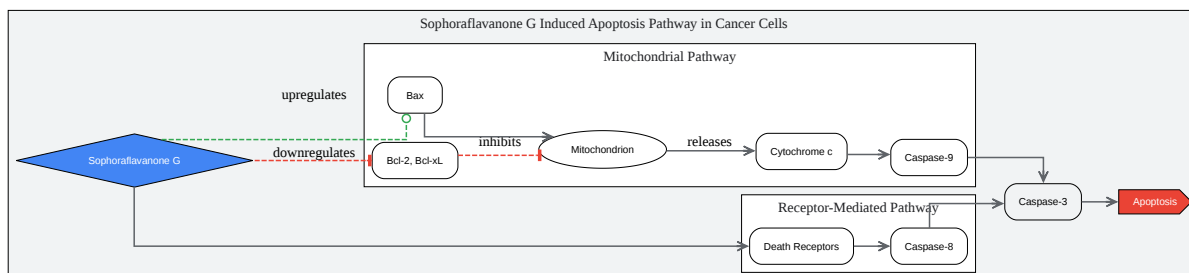 Sophoraflavanone G Induced Apoptosis Pathway in Cancer Cells
Mitochondrial Pathway
upregulates
Bax
Sophoraflavanone G
downregulates
Bcl-2, Bcl-xL
inhibits
Mitochondrion
releases
Cytochrome c
Caspase-9
Receptor-Mediated Pathway
Death Receptors
Caspase-8
Caspase-3
Apoptosis